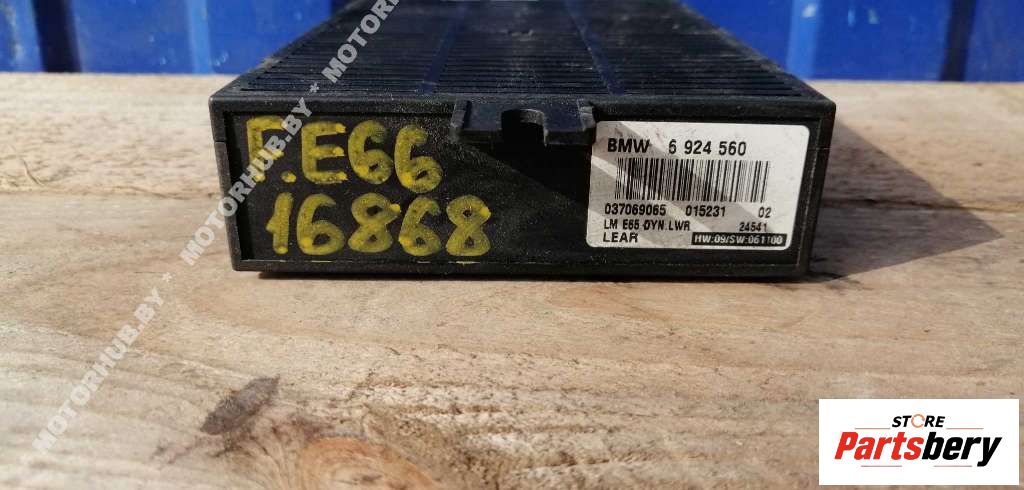 MOTORHUB.BY * MOTORHUB.BY * MOTORHUB
E66
16868
BMW 6 924 560
037069065 015231 02
LM E65 DYN.LWR 24541
LEAR HW:09/SW:061100
STORE
Partsbery